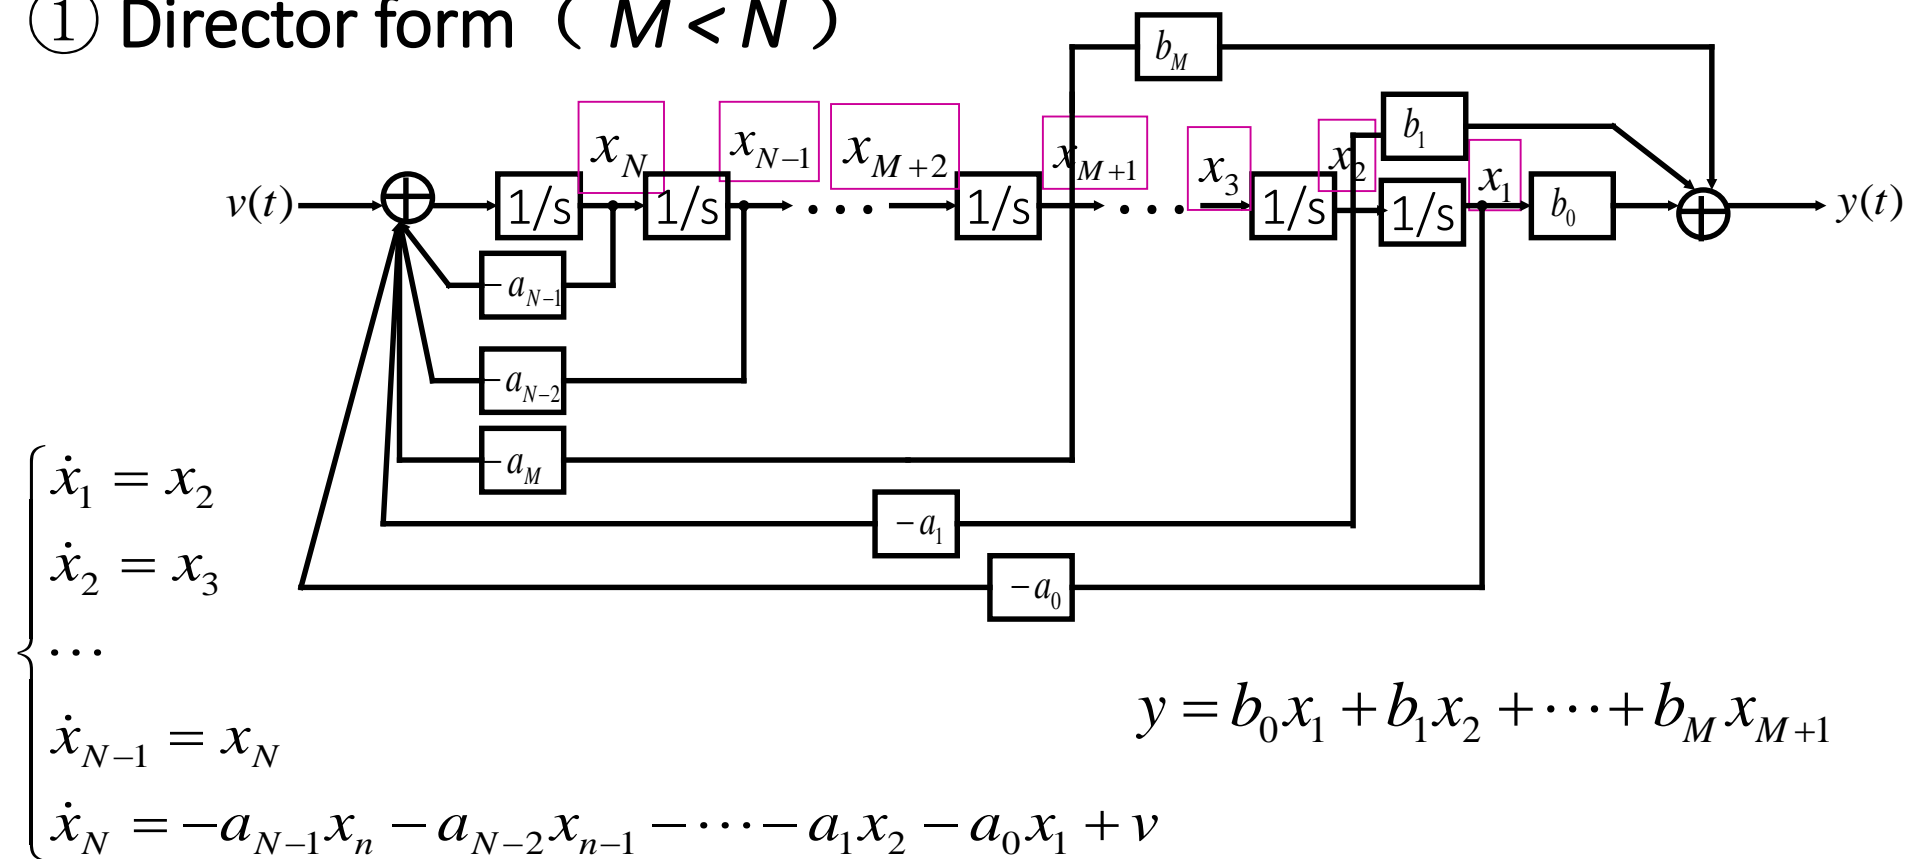 ① Director form （ M < N ）
b_M
x_N x_{N−1} x_{M+2} x_{M+1} x_3 x_2 b_1 x_1
v(t) 1/s 1/s ··· 1/s ··· 1/s 1/s b_0 y(t)
−a_{N−1}
−a_{N−2}
−a_M
−a_1
−a_0
ẋ_1 = x_2
ẋ_2 = x_3
···
ẋ_{N−1} = x_N
ẋ_N = −a_{N−1}x_n − a_{N−2}x_{n−1} − ··· − a_1x_2 − a_0x_1 + v
y = b_0x_1 + b_1x_2 + ··· + b_Mx_{M+1}